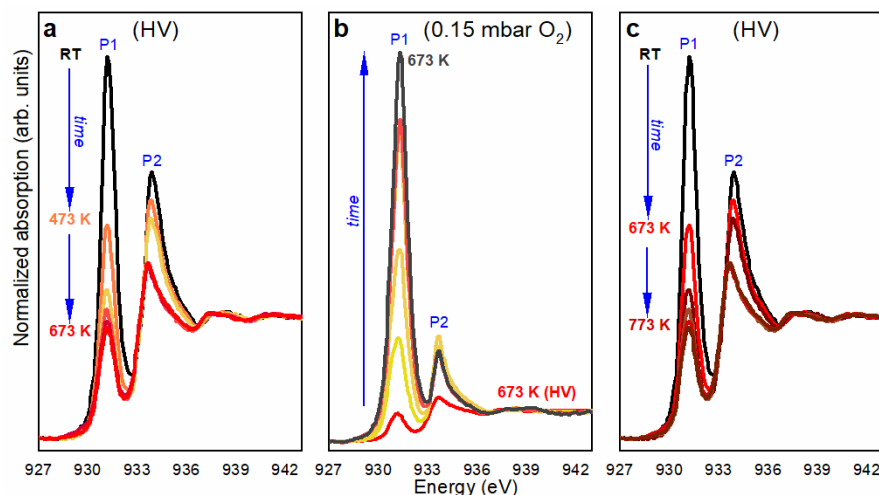 a (HV)
RT
P1
time
P2
473 K
673 K
b (0.15 mbar O₂)
P1
673 K
time
P2
673 K (HV)
c (HV)
RT
P1
time
P2
673 K
773 K
Normalized absorption (arb. units)
927 930 933 936 939 942
927 930 933 936 939 942
927 930 933 936 939 942
Energy (eV)